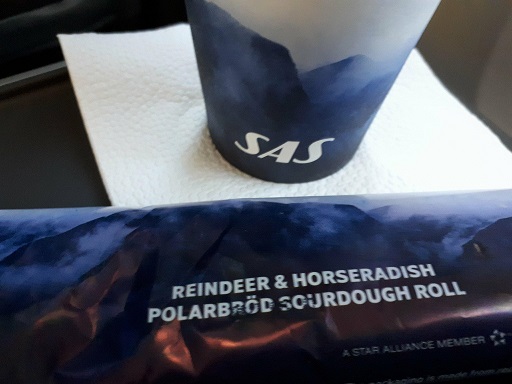 SAS
REINDEER & HORSERADISH
POLARBRÖD SOURDOUGH ROLL
A STAR ALLIANCE MEMBER